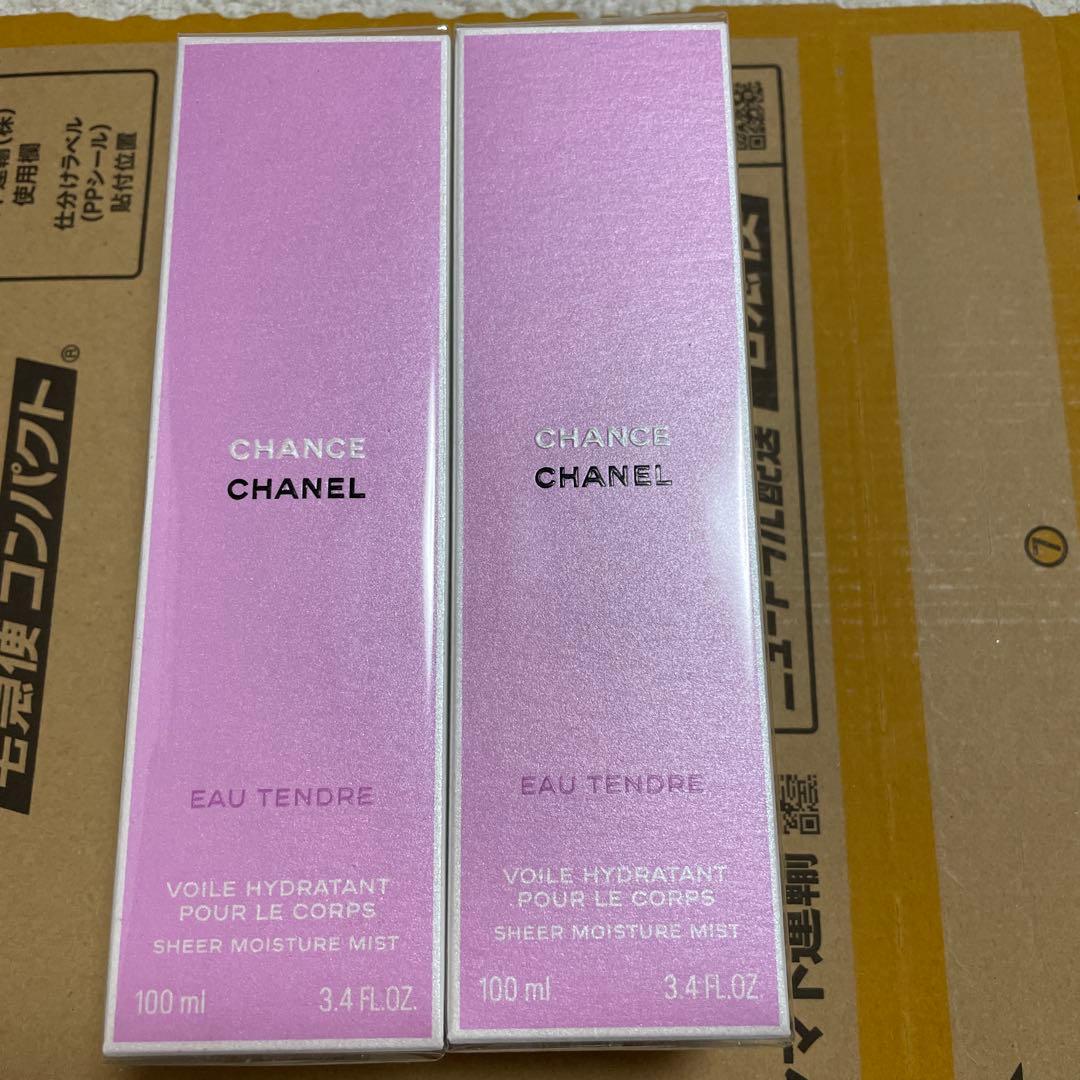 CHANCE
CHANEL
EAU TENDRE
VOILE HYDRATANT
POUR LE CORPS
SHEER MOISTURE MIST
100 ml 3.4 FL.OZ.
CHANCE
CHANEL
EAU TENDRE
VOILE HYDRATANT
POUR LE CORPS
SHEER MOISTURE MIST
100 ml 3.4 FL.OZ.
使用欄
仕分けラベル
(PPシール)
貼付位置
宅急便コンパクト®
7